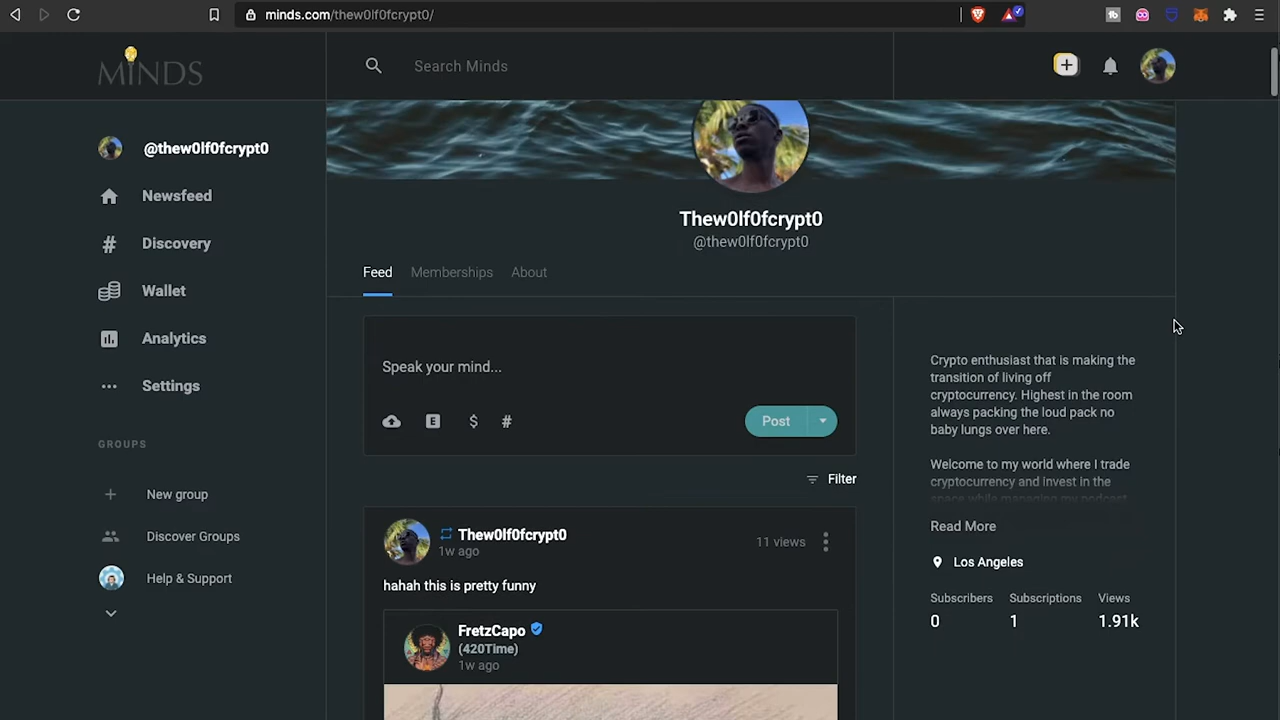 minds.com/thew0lf0fcrypt0/
MINDS
Search Minds
@thew0lf0fcrypt0
Newsfeed
Discovery
Wallet
Analytics
Settings
GROUPS
New group
Discover Groups
Help & Support
Thew0lf0fcrypt0
@thew0lf0fcrypt0
Feed Memberships About
Speak your mind...
Post
Filter
Thew0lf0fcrypt0
1w ago
11 views
hahah this is pretty funny
FretzCapo
(420Time)
1w ago
Crypto enthusiast that is making the
transition of living off
cryptocurrency. Highest in the room
always packing the loud pack no
baby lungs over here.
Welcome to my world where I trade
cryptocurrency and invest in the
space while managing my podcast
Read More
Los Angeles
Subscribers Subscriptions Views
0 1 1.91k